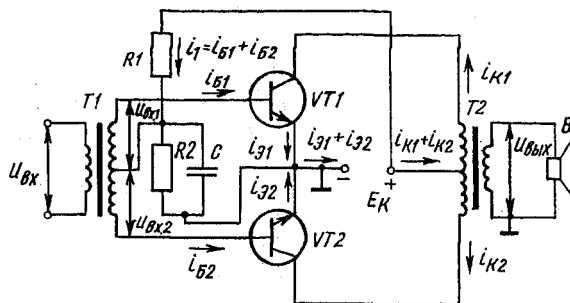 R1
i₁=iБ1+iБ2
iБ1
VT1
iК1
T1
uвх1
T2
В
uвх
R2
C
iЭ1
iЭ1+iЭ2
iК1+iК2
uвых
–
+
EК
iЭ2
uвх2
VT2
iБ2
iК2